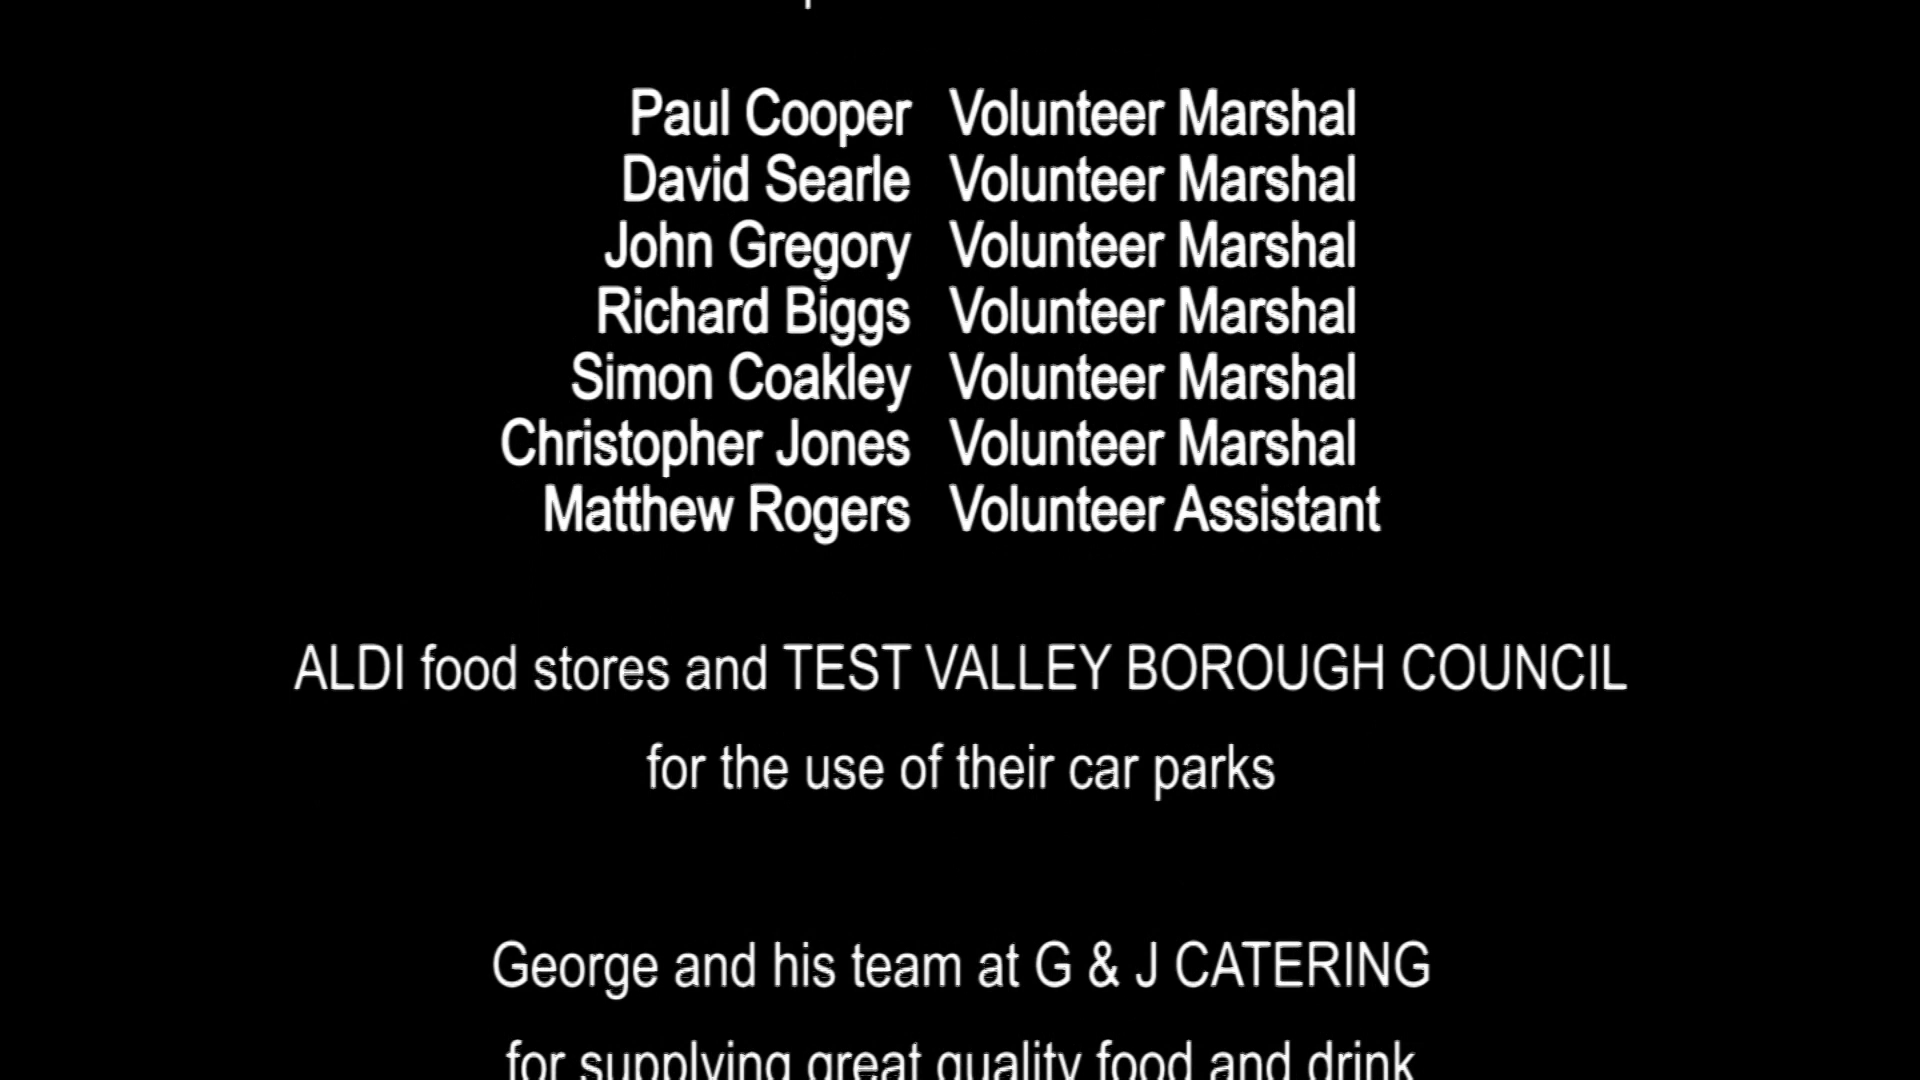 Paul Cooper Volunteer Marshal
David Searle Volunteer Marshal
John Gregory Volunteer Marshal
Richard Biggs Volunteer Marshal
Simon Coakley Volunteer Marshal
Christopher Jones Volunteer Marshal
Matthew Rogers Volunteer Assistant
ALDI food stores and TEST VALLEY BOROUGH COUNCIL
for the use of their car parks
George and his team at G & J CATERING
for supplying great quality food and drink